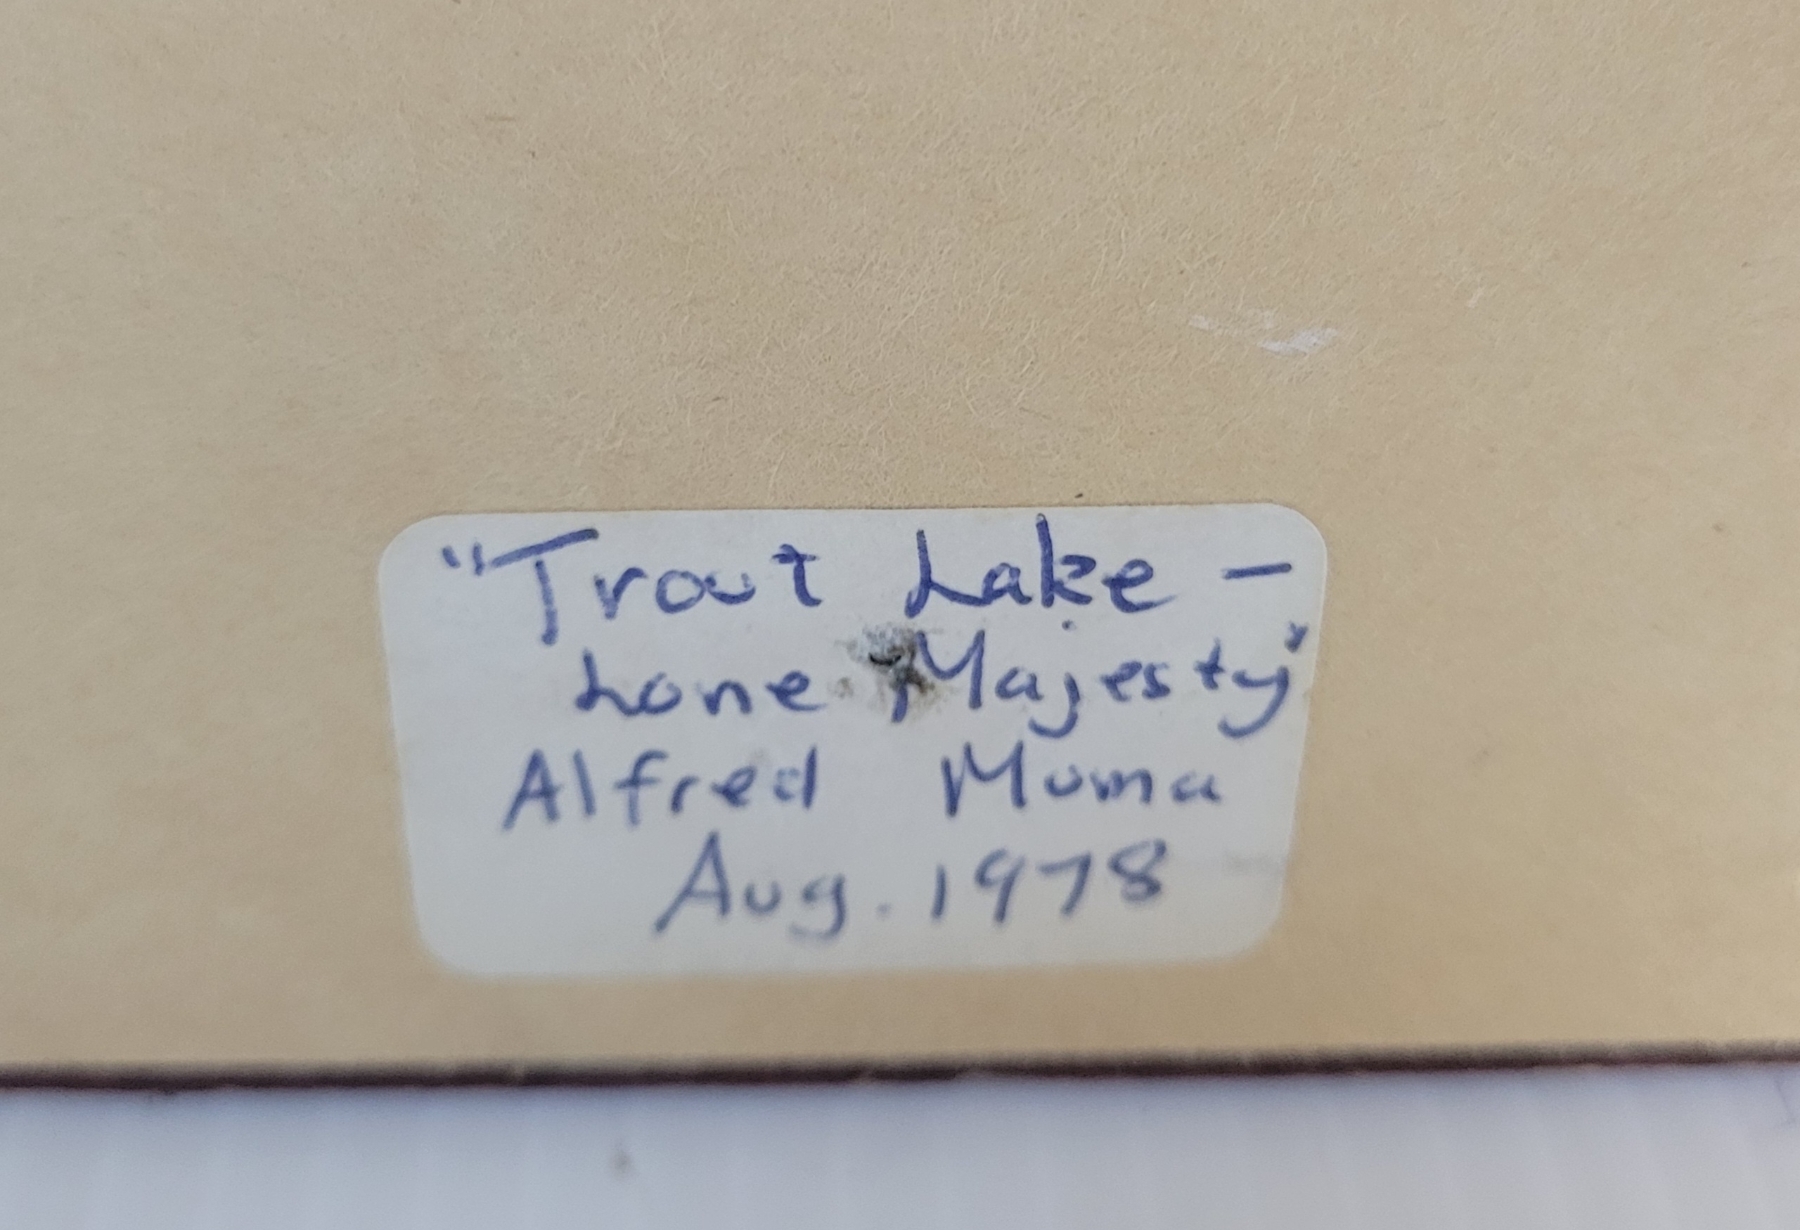 "Trout Lake –
Lone Majesty"
Alfred Muma
Aug. 1978